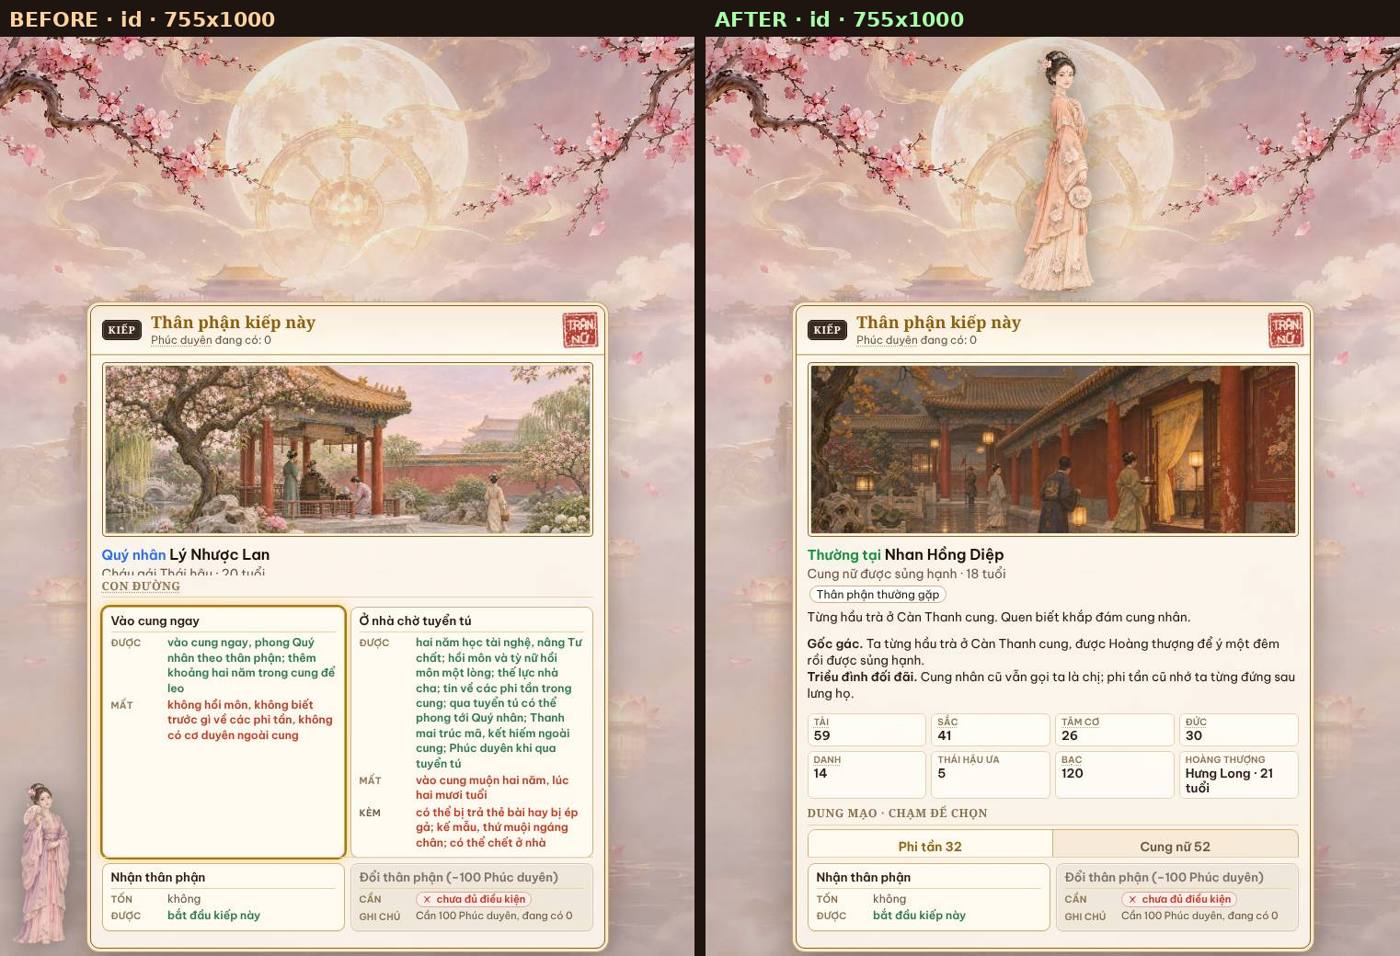 BEFORE · id · 755x1000
KIẾP
Thân phận kiếp này
Phúc duyên đang có: 0
TRÂN
NỮ
Quý nhân Lý Nhược Lan
Cháu gái Thái hậu · 20 tuổi
CON ĐƯỜNG
Vào cung ngay
ĐƯỢC
vào cung ngay, phong Quý
nhân theo thân phận; thêm
khoảng hai năm trong cung để
leo
MẤT
không hồi môn, không biết
trước gì về các phi tần, không
có cơ duyên ngoài cung
Ở nhà chờ tuyển tú
ĐƯỢC
hai năm học tài nghệ, nâng Tư
chất; hồi môn và tỳ nữ hồi
môn một lòng; thế lực nhà
cha; tin về các phi tần trong
cung; qua tuyển tú có thể
phong tới Quý nhân; Thanh
mai trúc mã, kết hiềm ngoài
cung; Phúc duyên khi qua
tuyển tú
MẤT
vào cung muộn hai năm, lúc
hai mươi tuổi
KÈM
có thể bị trả thẻ bài hay bị ép
gả; kế mẫu, thứ muội ngáng
chân; có thể chết ở nhà
Nhận thân phận
TỐN
không
ĐƯỢC
bắt đầu kiếp này
Đổi thân phận (−100 Phúc duyên)
CẦN
× chưa đủ điều kiện
GHI CHÚ
Cần 100 Phúc duyên, đang có 0
AFTER · id · 755x1000
KIẾP
Thân phận kiếp này
Phúc duyên đang có: 0
TRÂN
NỮ
Thường tại Nhan Hồng Diệp
Cung nữ được sủng hạnh · 18 tuổi
Thân phận thường gặp
Từng hầu trà ở Càn Thanh cung. Quen biết khắp đám cung nhân.
Gốc gác. Ta từng hầu trà ở Càn Thanh cung, được Hoàng thượng để ý một đêm
rồi được sủng hạnh.
Triều đình đối đãi. Cung nhân cũ vẫn gọi ta là chị; phi tần cũ nhớ ta từng đứng sau
lưng họ.
TÀI
59
SẮC
41
TÂM CƠ
26
ĐỨC
30
DANH
14
THÁI HẬU ƯA
5
BẠC
120
HOÀNG THƯỢNG
Hưng Long · 21
tuổi
DUNG MẠO · CHẠM ĐỂ CHỌN
Phi tần 32
Cung nữ 52
Nhận thân phận
TỐN
không
ĐƯỢC
bắt đầu kiếp này
Đổi thân phận (−100 Phúc duyên)
CẦN
× chưa đủ điều kiện
GHI CHÚ
Cần 100 Phúc duyên, đang có 0